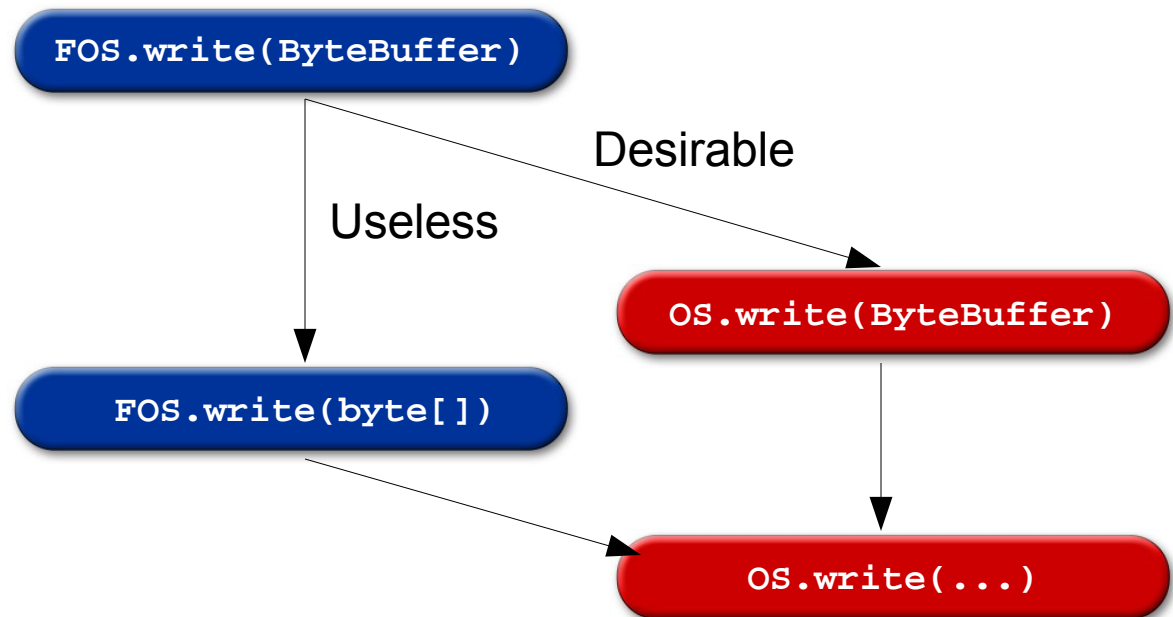 FOS.write(ByteBuffer)
Desirable
Useless
OS.write(ByteBuffer)
FOS.write(byte[])
OS.write(...)